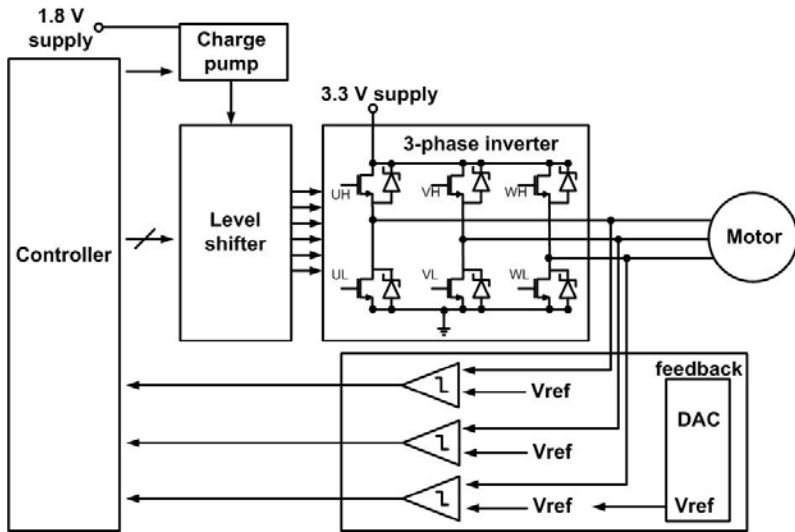 1.8 V
supply
Charge
pump
3.3 V supply
3-phase inverter
UH
VH
WH
Level
shifter
Controller
Motor
UL
VL
WL
feedback
Vref
DAC
Vref
Vref
Vref